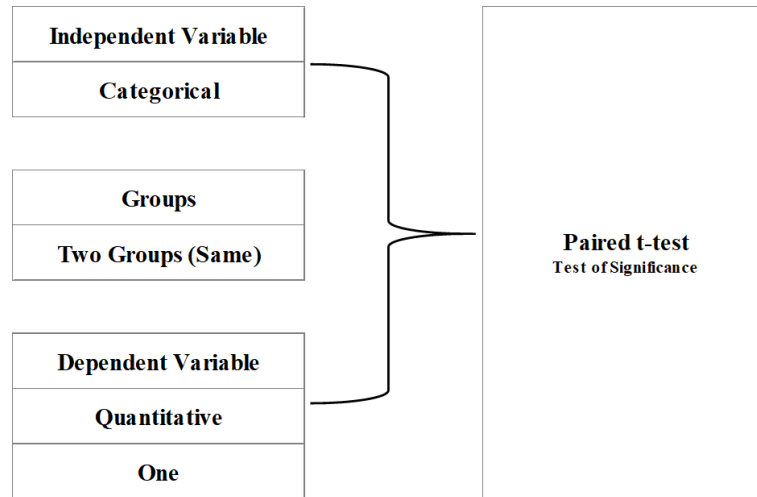 Independent Variable
Categorical
Groups
Two Groups (Same)
Dependent Variable
Quantitative
One
Paired t-test
Test of Significance